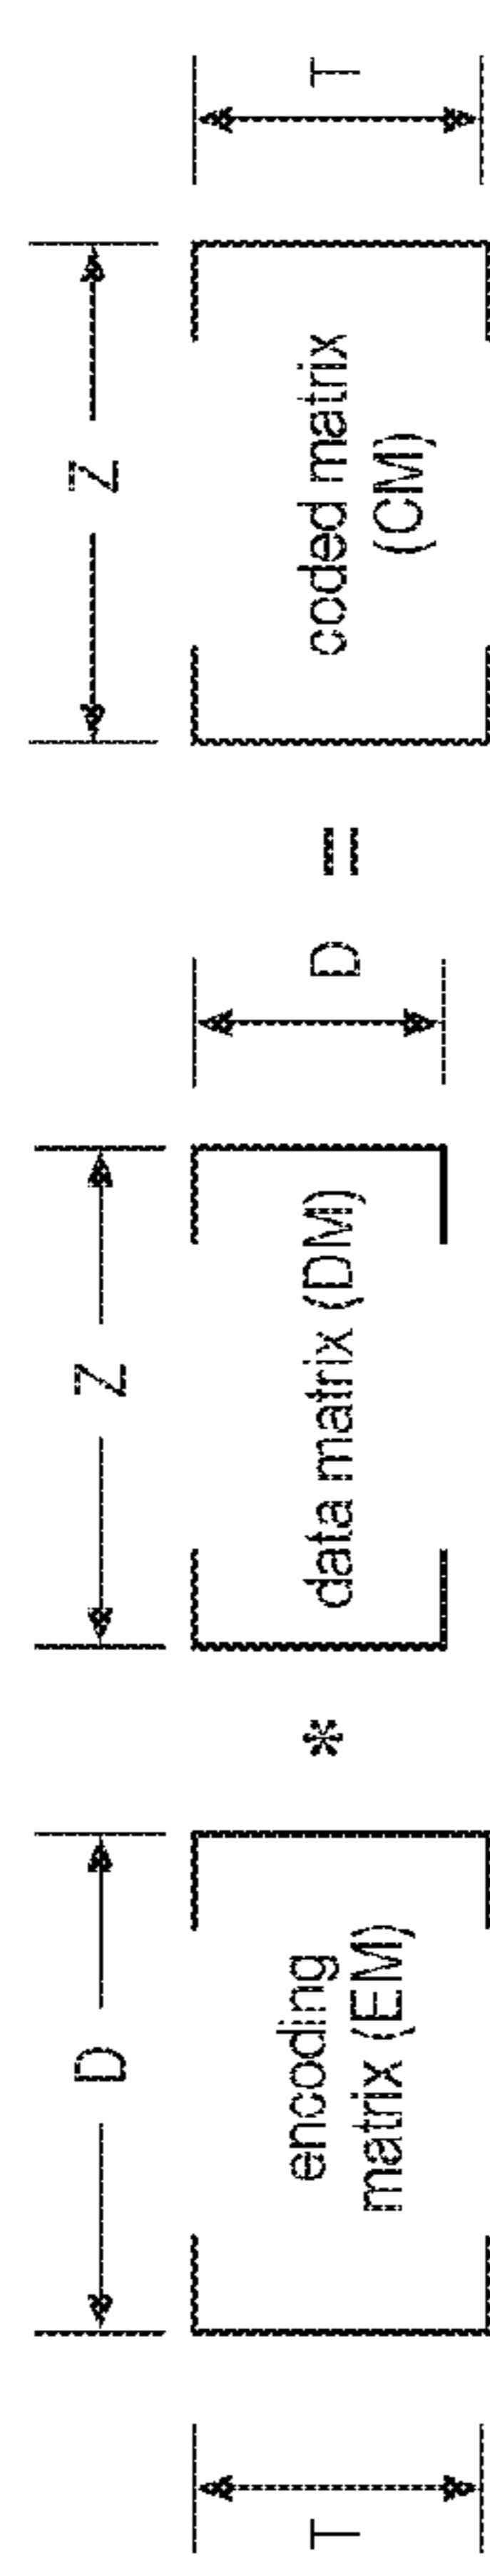 D
T
encoding
matrix (EM)
*
Z
data matrix (DM)
D
=
Z
coded matrix
(CM)
T